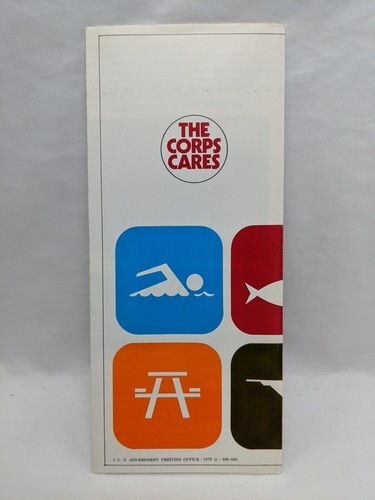 THE
CORPS
CARES
U. S. GOVERNMENT PRINTING OFFICE